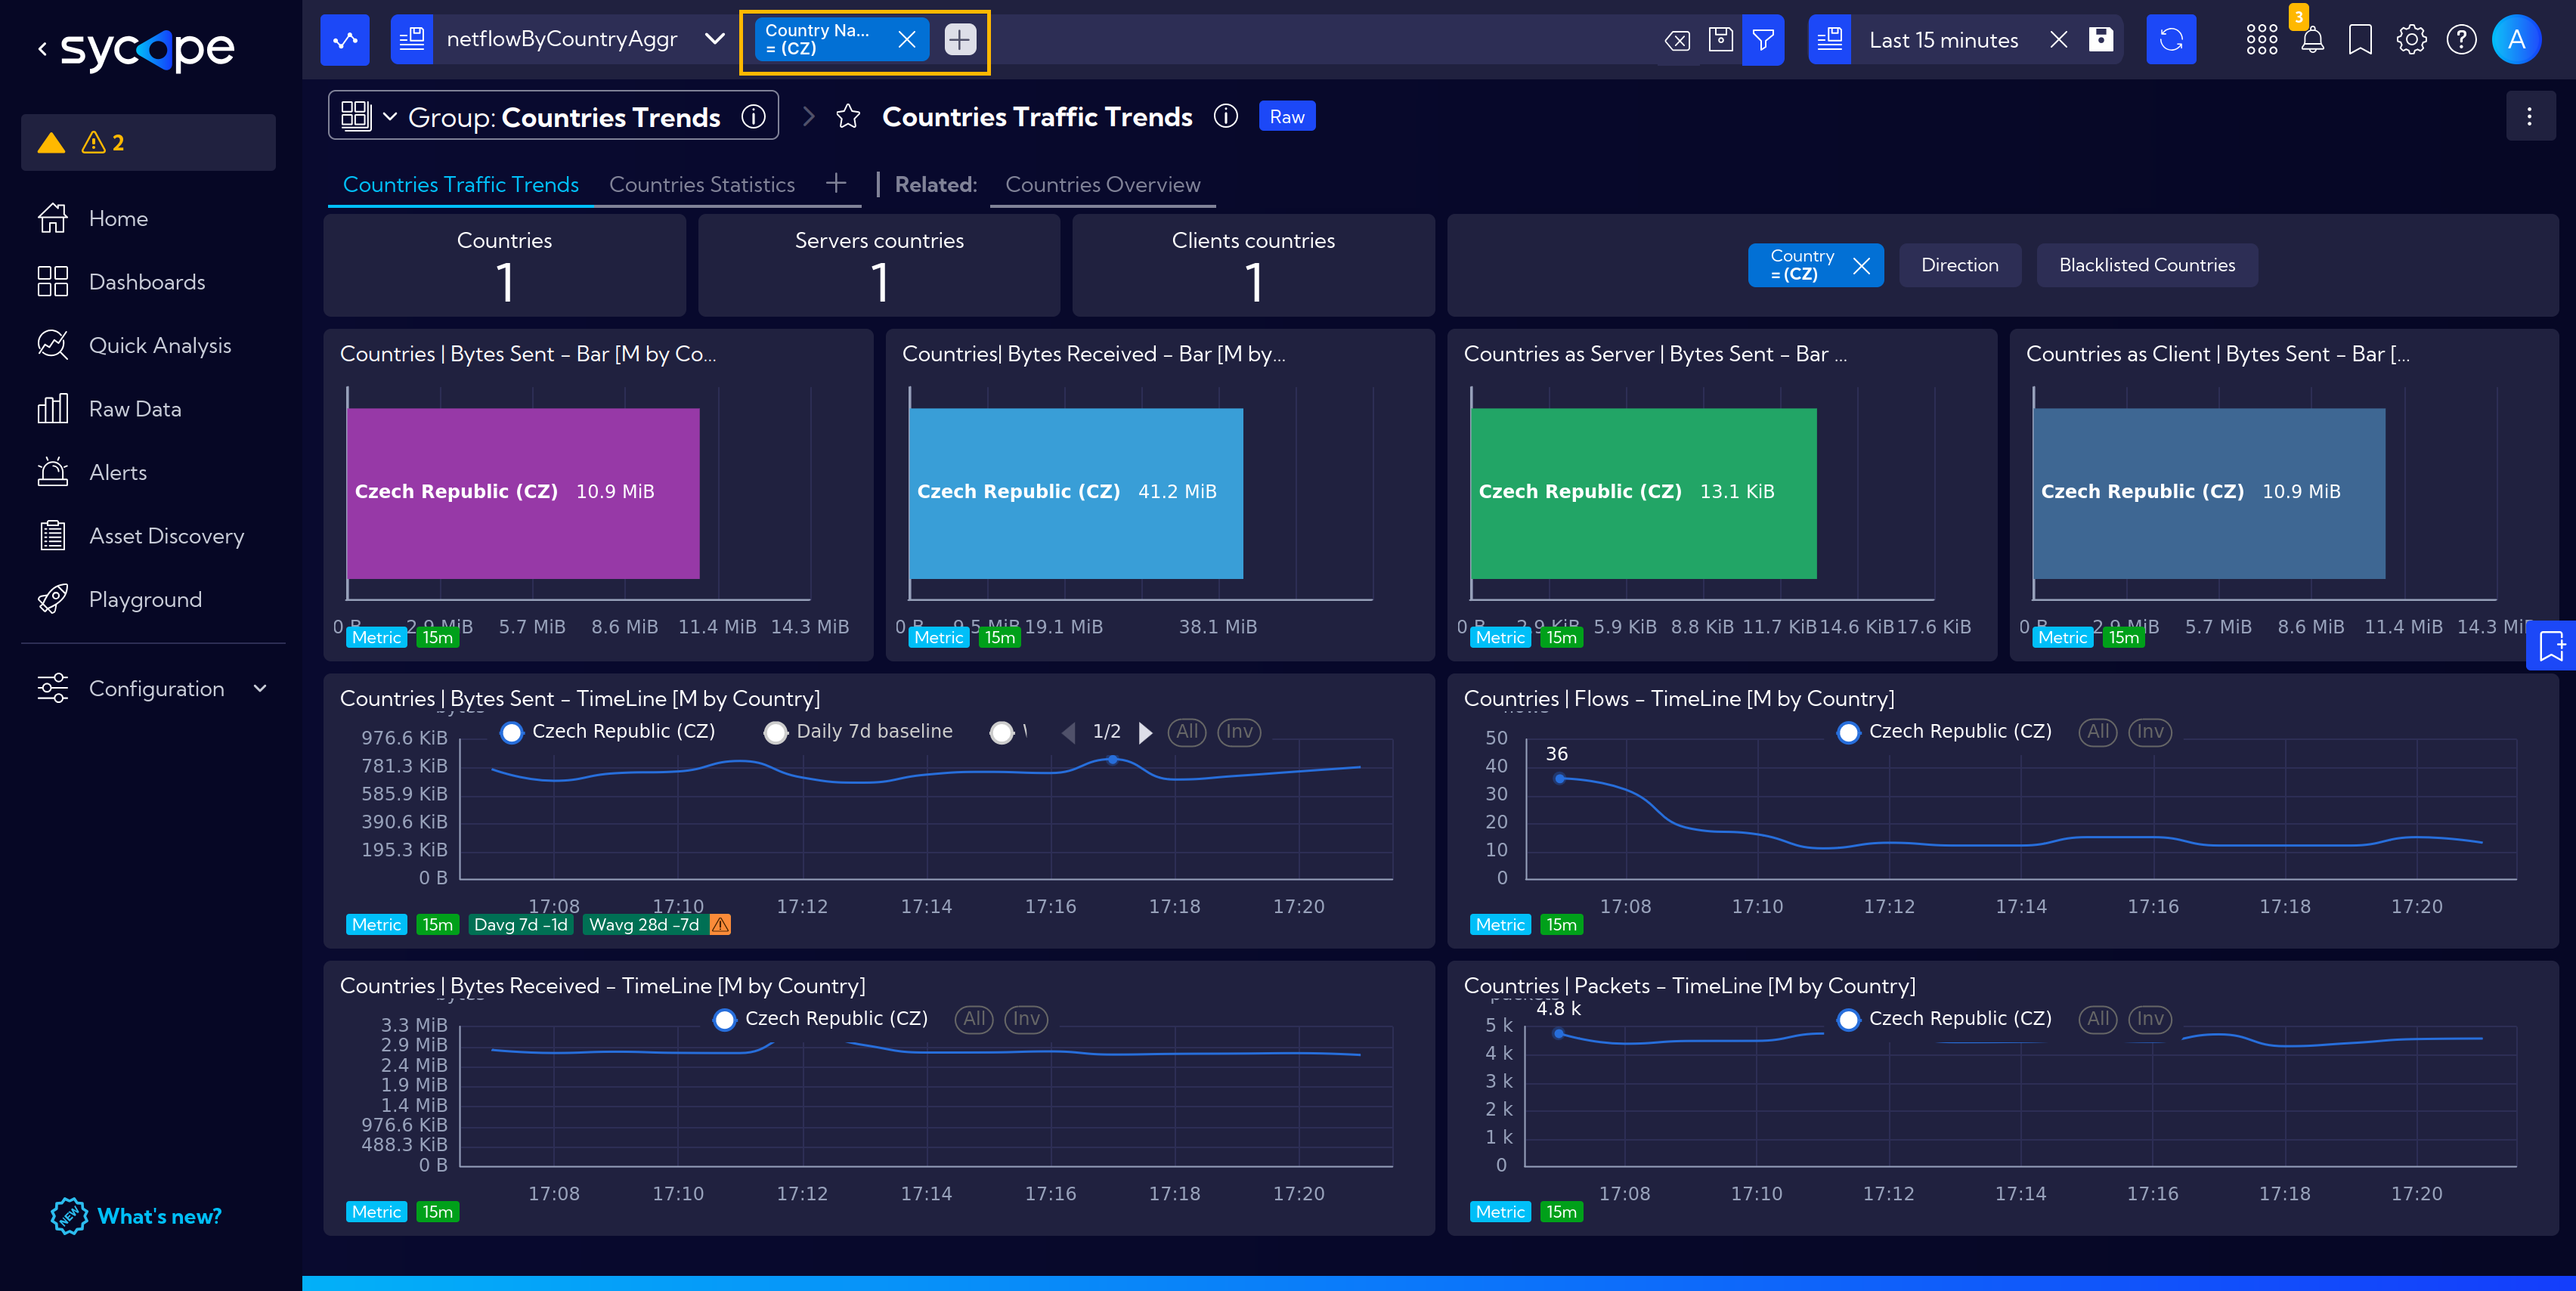 sycope
netflowByCountryAggr
Country Na...
= (CZ)
Last 15 minutes
3
A
2
Home
Dashboards
Quick Analysis
Raw Data
Alerts
Asset Discovery
Playground
Configuration
NEW
What's new?
Group: Countries Trends
Countries Traffic Trends
Raw
Countries Traffic Trends
Countries Statistics
Related:
Countries Overview
Countries
1
Servers countries
1
Clients countries
1
Country
= (CZ)
Direction
Blacklisted Countries
Countries | Bytes Sent - Bar [M by Co...
Czech Republic (CZ) 10.9 MiB
0 B 2.9 MiB 5.7 MiB 8.6 MiB 11.4 MiB 14.3 MiB
Metric 15m
Countries| Bytes Received - Bar [M by...
Czech Republic (CZ) 41.2 MiB
0 B 9.5 MiB 19.1 MiB 38.1 MiB
Metric 15m
Countries as Server | Bytes Sent - Bar ...
Czech Republic (CZ) 13.1 KiB
0 B 2.9 KiB 5.9 KiB 8.8 KiB 11.7 KiB 14.6 KiB 17.6 KiB
Metric 15m
Countries as Client | Bytes Sent - Bar [...
Czech Republic (CZ) 10.9 MiB
0 B 2.9 MiB 5.7 MiB 8.6 MiB 11.4 MiB 14.3 MiB
Metric 15m
Countries | Bytes Sent - TimeLine [M by Country]
bytes
Czech Republic (CZ) Daily 7d baseline 1/2 All Inv
976.6 KiB
781.3 KiB
585.9 KiB
390.6 KiB
195.3 KiB
0 B
17:08 17:10 17:12 17:14 17:16 17:18 17:20
Metric 15m Davg 7d -1d Wavg 28d -7d
Countries | Flows - TimeLine [M by Country]
flows
Czech Republic (CZ) All Inv
36
50
40
30
20
10
0
17:08 17:10 17:12 17:14 17:16 17:18 17:20
Metric 15m
Countries | Bytes Received - TimeLine [M by Country]
bytes
Czech Republic (CZ) All Inv
3.3 MiB
2.9 MiB
2.4 MiB
1.9 MiB
1.4 MiB
976.6 KiB
488.3 KiB
0 B
17:08 17:10 17:12 17:14 17:16 17:18 17:20
Metric 15m
Countries | Packets - TimeLine [M by Country]
packets
4.8 k
Czech Republic (CZ) All Inv
5 k
4 k
3 k
2 k
1 k
0
17:08 17:10 17:12 17:14 17:16 17:18 17:20
Metric 15m